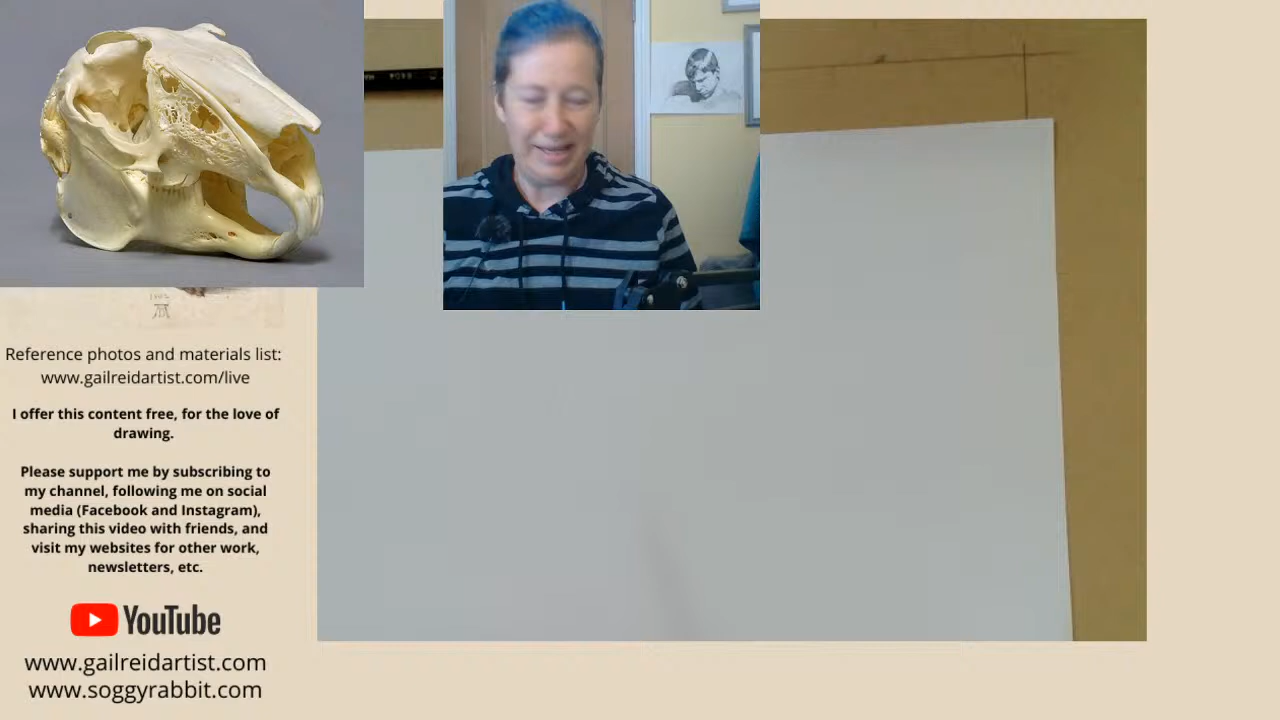 1502
Reference photos and materials list:
www.gailreidartist.com/live
I offer this content free, for the love of
drawing.
Please support me by subscribing to
my channel, following me on social
media (Facebook and Instagram),
sharing this video with friends, and
visit my websites for other work,
newsletters, etc.
YouTube
www.gailreidartist.com
www.soggyrabbit.com